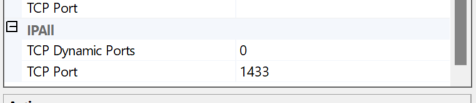 TCP Port
IPAll
TCP Dynamic Ports 0
TCP Port 1433